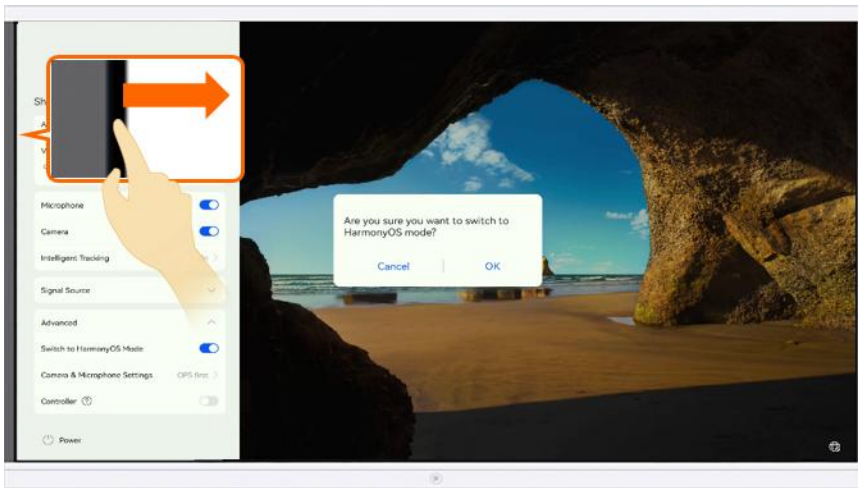 Sh
Microphone
Camera
Intelligent Tracking
Signal Source
Advanced
Switch to HarmonyOS Mode
Camera & Microphone Settings OPS first
Controller
Power
Are you sure you want to switch to
HarmonyOS mode?
Cancel OK